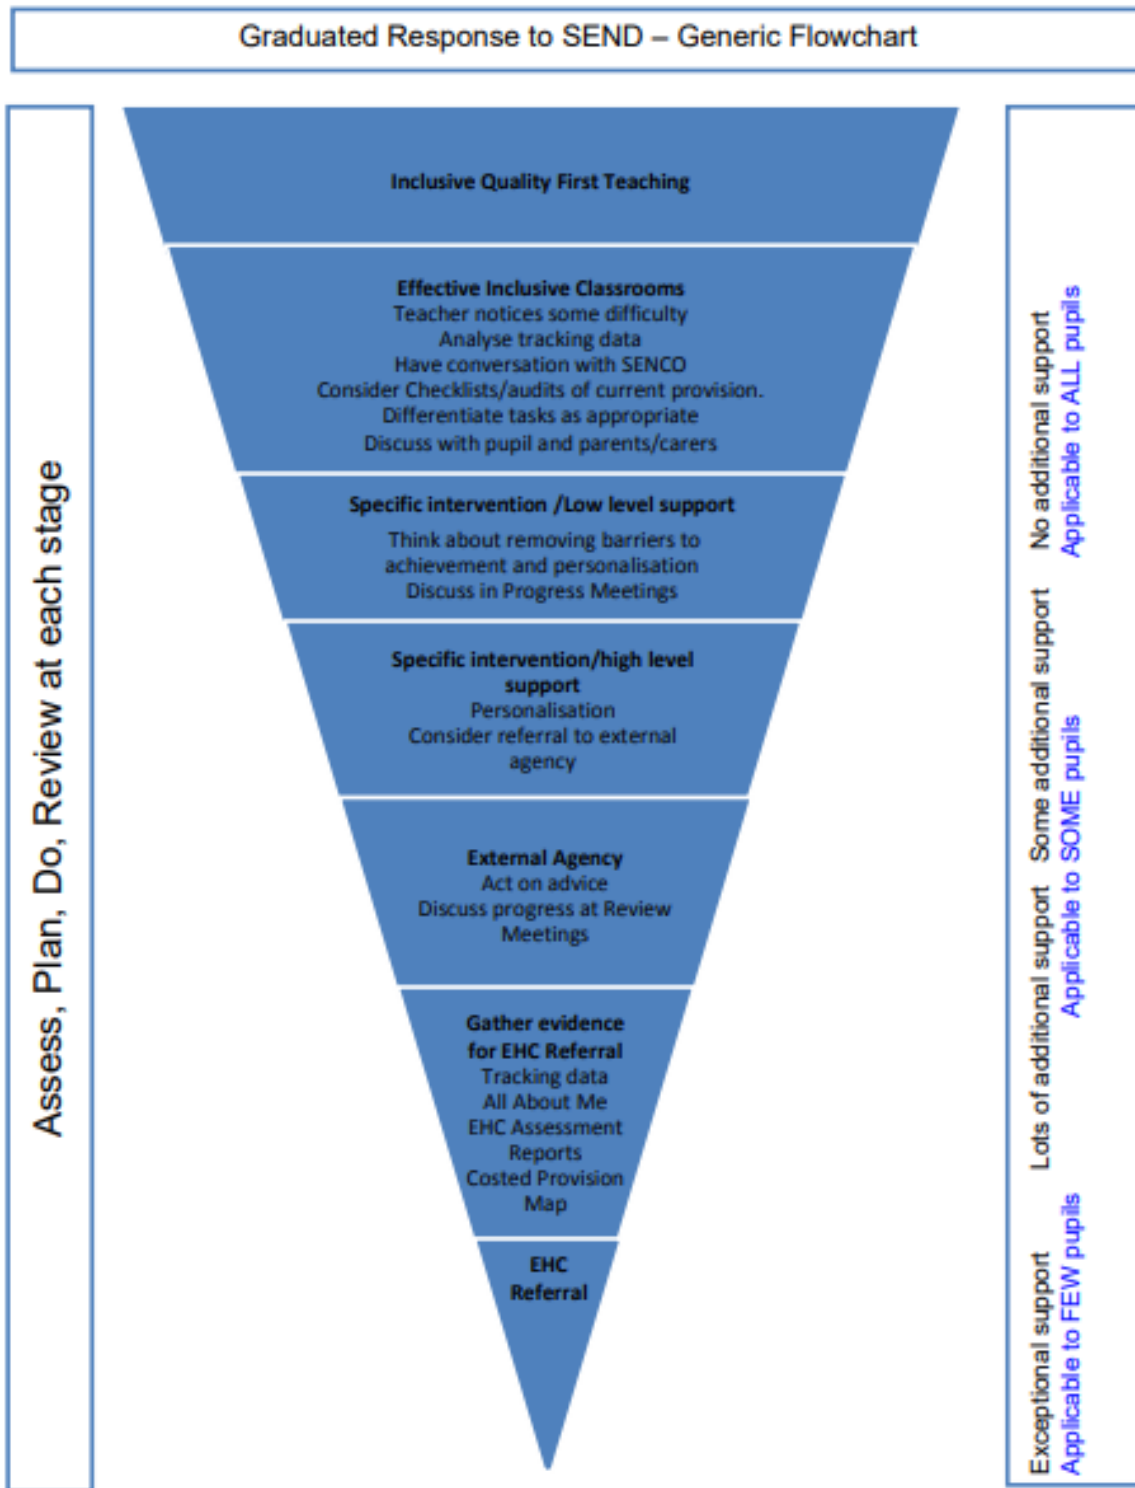 Graduated Response to SEND – Generic Flowchart
Assess, Plan, Do, Review at each stage
Inclusive Quality First Teaching
Effective Inclusive Classrooms
Teacher notices some difficulty
Analyse tracking data
Have conversation with SENCO
Consider Checklists/audits of current provision.
Differentiate tasks as appropriate
Discuss with pupil and parents/carers
Specific intervention /Low level support
Think about removing barriers to
achievement and personalisation
Discuss in Progress Meetings
Specific intervention/high level
support
Personalisation
Consider referral to external
agency
External Agency
Act on advice
Discuss progress at Review
Meetings
Gather evidence
for EHC Referral
Tracking data
All About Me
EHC Assessment
Reports
Costed Provision
Map
EHC
Referral
Exceptional support   Lots of additional support   Some additional support   No additional support
Applicable to FEW pupils   Applicable to SOME pupils   Applicable to ALL pupils